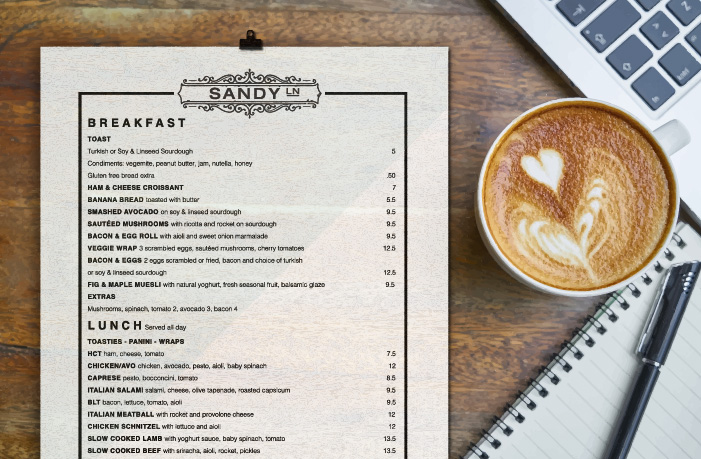 SANDY LN
BREAKFAST
TOAST
Turkish or Soy & Linseed Sourdough 5
Condiments: vegemite, peanut butter, jam, nutella, honey
Gluten free bread extra .50
HAM & CHEESE CROISSANT 7
BANANA BREAD toasted with butter 5.5
SMASHED AVOCADO on soy & linseed sourdough 9.5
SAUTÉED MUSHROOMS with ricotta and rocket on sourdough 9.5
BACON & EGG ROLL with aioli and sweet onion marmalade 9.5
VEGGIE WRAP 3 scrambled eggs, sautéed mushrooms, cherry tomatoes 12.5
BACON & EGGS 2 eggs scrambled or fried, bacon and choice of turkish
or soy & linseed sourdough 12.5
FIG & MAPLE MUESLI with natural yoghurt, fresh seasonal fruit, balsamic glaze 9.5
EXTRAS
Mushrooms, spinach, tomato 2, avocado 3, bacon 4
LUNCH Served all day
TOASTIES - PANINI - WRAPS
HCT ham, cheese, tomato 7.5
CHICKEN/AVO chicken, avocado, pesto, aioli, baby spinach 12
CAPRESE pesto, bocconcini, tomato 8.5
ITALIAN SALAMI salami, cheese, olive tapenade, roasted capsicum 9.5
BLT bacon, lettuce, tomato, aioli 9.5
ITALIAN MEATBALL with rocket and provolone cheese 12
CHICKEN SCHNITZEL with lettuce and aioli 12
SLOW COOKED LAMB with yoghurt sauce, baby spinach, tomato 13.5
SLOW COOKED BEEF with sriracha, aioli, rocket, pickles 13.5